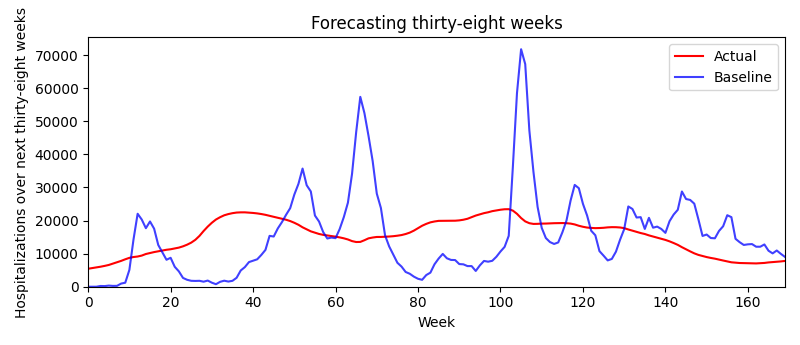 Forecasting thirty-eight weeks
Hospitalizations over next thirty-eight weeks
70000
60000
50000
40000
30000
20000
10000
0
Actual
Baseline
0 20 40 60 80 100 120 140 160
Week